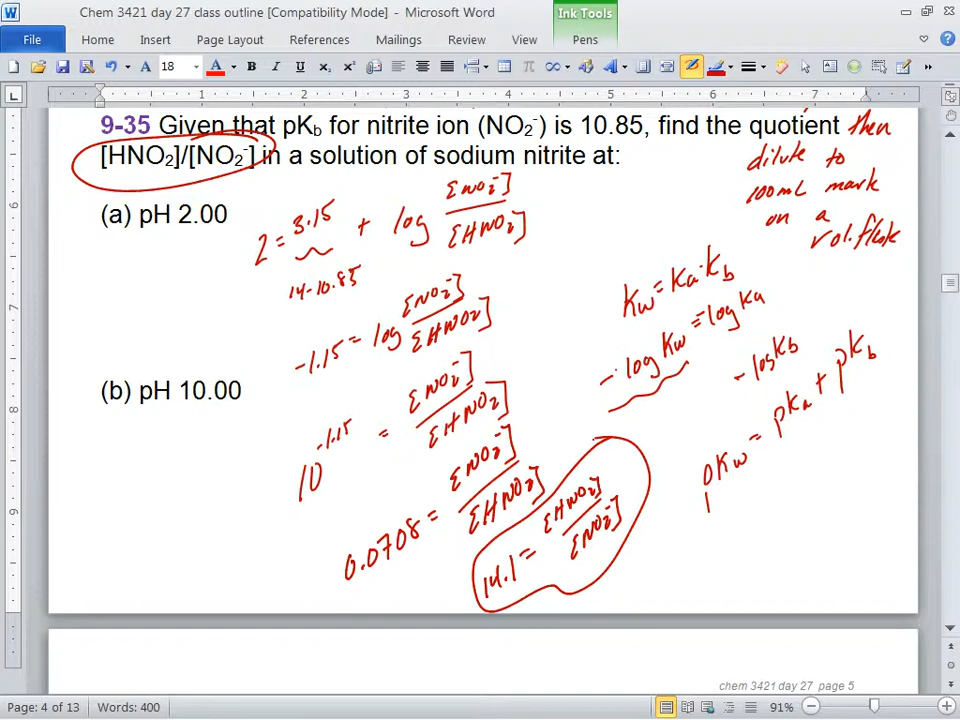 Chem 3421 day 27 class outline [Compatibility Mode] - Microsoft Word
Ink Tools
File Home Insert Page Layout References Mailings Review View Pens
18
9-35 Given that pKb for nitrite ion (NO2-) is 10.85, find the quotient then
[HNO2]/[NO2-] in a solution of sodium nitrite at:
dilute to
100mL mark
on a
vol. flask
(a) pH 2.00
2 = 3.15 + log [NO2-]/[HNO2]
14-10.85
-1.15 = log [NO2-]/[HNO2]
Kw = Ka·Kb
-log Kw = -log Ka
- log Kb
pKw = pKa + pKb
(b) pH 10.00
10^-1.15 = [NO2-]/[HNO2]
0.0708 = [NO2-]/[HNO2]
14.1 = [HNO2]/[NO2-]
chem 3421 day 27 page 5
Page: 4 of 13 Words: 400 91%